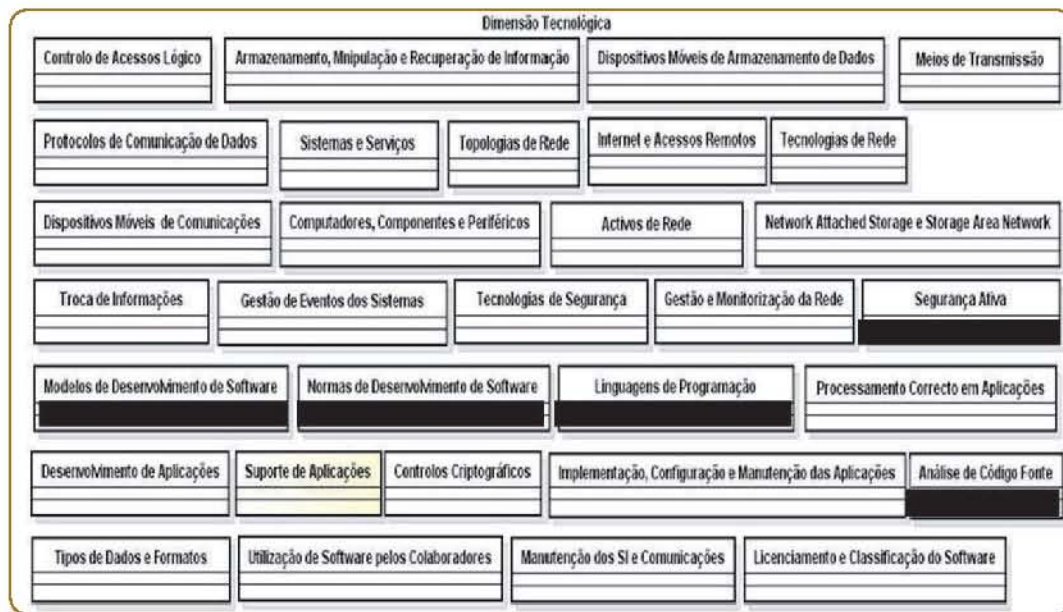 Dimensão Tecnológica
Controlo de Acessos Lógico
Armazenamento, Mnipulação e Recuperação de Informação
Dispositivos Móveis de Armazenamento de Dados
Meios de Transmissão
Protocolos de Comunicação de Dados
Sistemas e Serviços
Topologias de Rede
Internet e Acessos Remotos
Tecnologias de Rede
Dispositivos Móveis de Comunicações
Computadores, Componentes e Periféricos
Activos de Rede
Network Attached Storage e Storage Area Network
Troca de Informações
Gestão de Eventos dos Sistemas
Tecnologias de Segurança
Gestão e Monitorização da Rede
Segurança Ativa
Modelos de Desenvolvimento de Software
Normas de Desenvolvimento de Software
Linguagens de Programação
Processamento Correcto em Aplicações
Desenvolvimento de Aplicações
Suporte de Aplicações
Controlos Criptográficos
Implementação, Configuração e Manutenção das Aplicações
Análise de Código Fonte
Tipos de Dados e Formatos
Utilização de Software pelos Colaboradores
Manutenção dos SI e Comunicações
Licenciamento e Classificação do Software